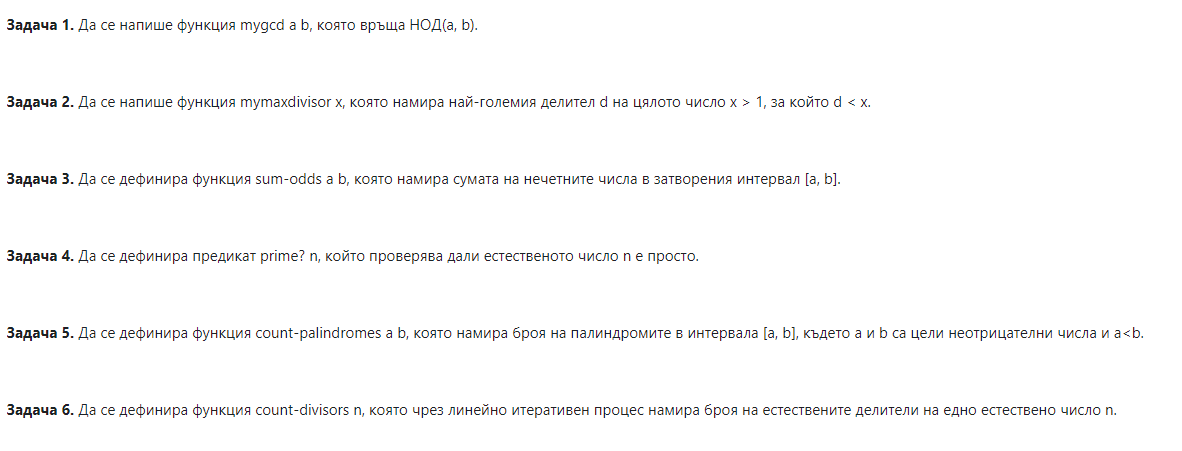 Задача 1. Да се напише функция mygcd a b, която връща НОД(a, b).
Задача 2. Да се напише функция mymaxdivisor x, която намира най-големия делител d на цялото число x > 1, за който d < x.
Задача 3. Да се дефинира функция sum-odds a b, която намира сумата на нечетните числа в затворения интервал [a, b].
Задача 4. Да се дефинира предикат prime? n, който проверява дали естественото число n е просто.
Задача 5. Да се дефинира функция count-palindromes a b, която намира броя на палиндромите в интервала [a, b], където a и b са цели неотрицателни числа и a<b.
Задача 6. Да се дефинира функция count-divisors n, която чрез линейно итеративен процес намира броя на естествените делители на едно естествено число n.